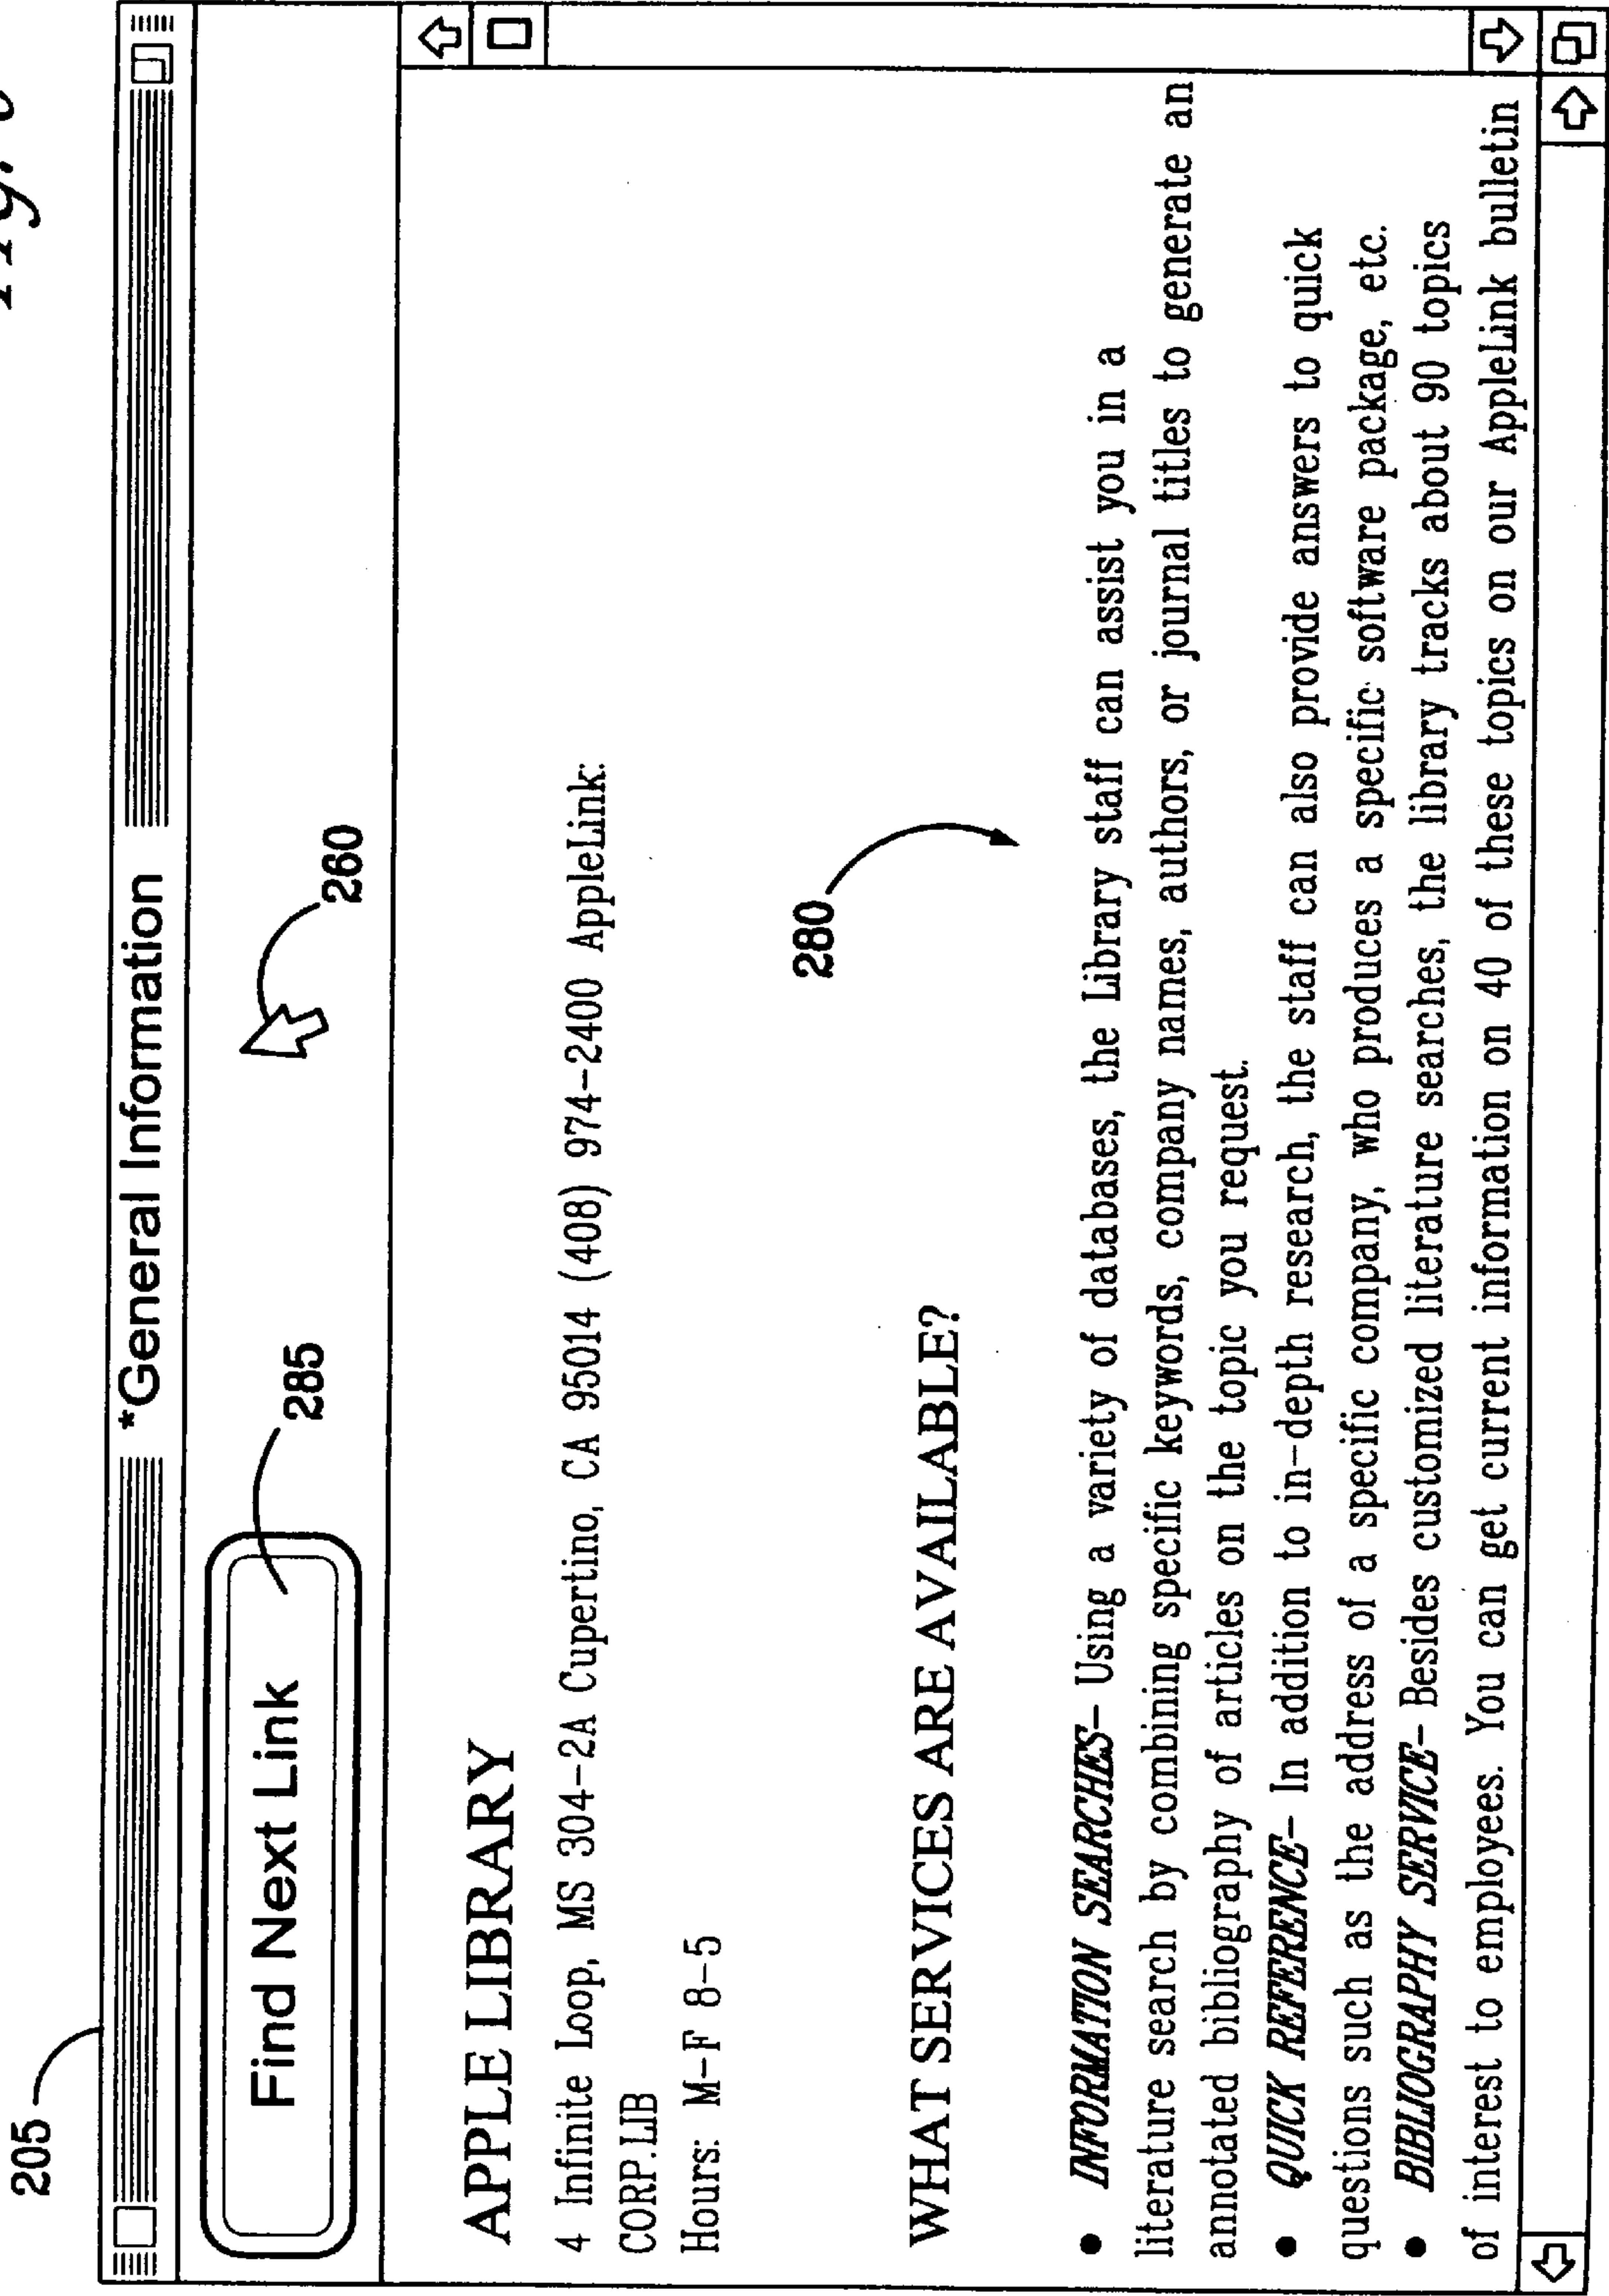 205
*General Information
Find Next Link
285
260
APPLE LIBRARY
4 Infinite Loop, MS 304-2A Cupertino, CA 95014 (408) 974-2400 AppleLink:
CORP.LIB
Hours: M-F 8-5
280
WHAT SERVICES ARE AVAILABLE?
• INFORMATION SEARCHES- Using a variety of databases, the Library staff can assist you in a
literature search by combining specific keywords, company names, authors, or journal titles to generate an
annotated bibliography of articles on the topic you request.
• QUICK REFERENCE- In addition to in-depth research, the staff can also provide answers to quick
questions such as the address of a specific company, who produces a specific software package, etc.
• BIBLIOGRAPHY SERVICE- Besides customized literature searches, the library tracks about 90 topics
of interest to employees. You can get current information on 40 of these topics on our AppleLink bulletin